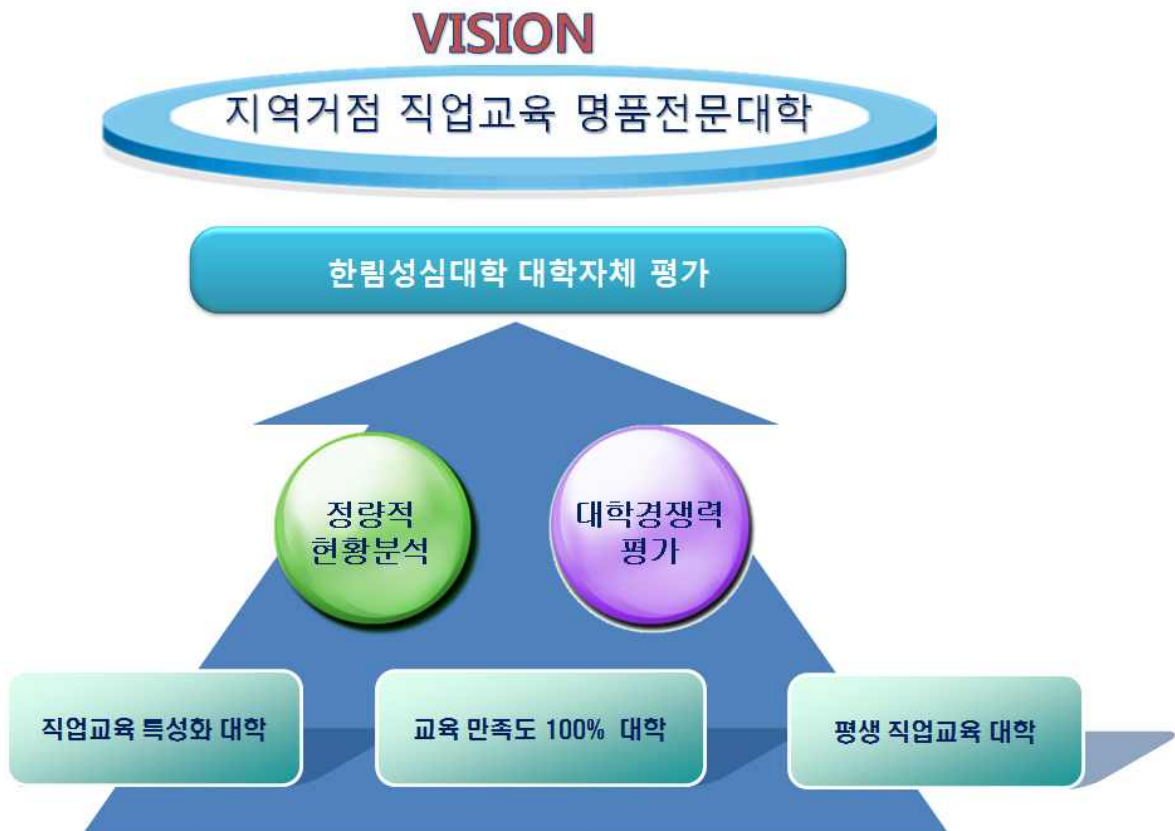 VISION
지역거점 직업교육 명품전문대학
한림성심대학 대학자체 평가
정량적
현황분석
대학경쟁력
평가
직업교육 특성화 대학
교육 만족도 100% 대학
평생 직업교육 대학